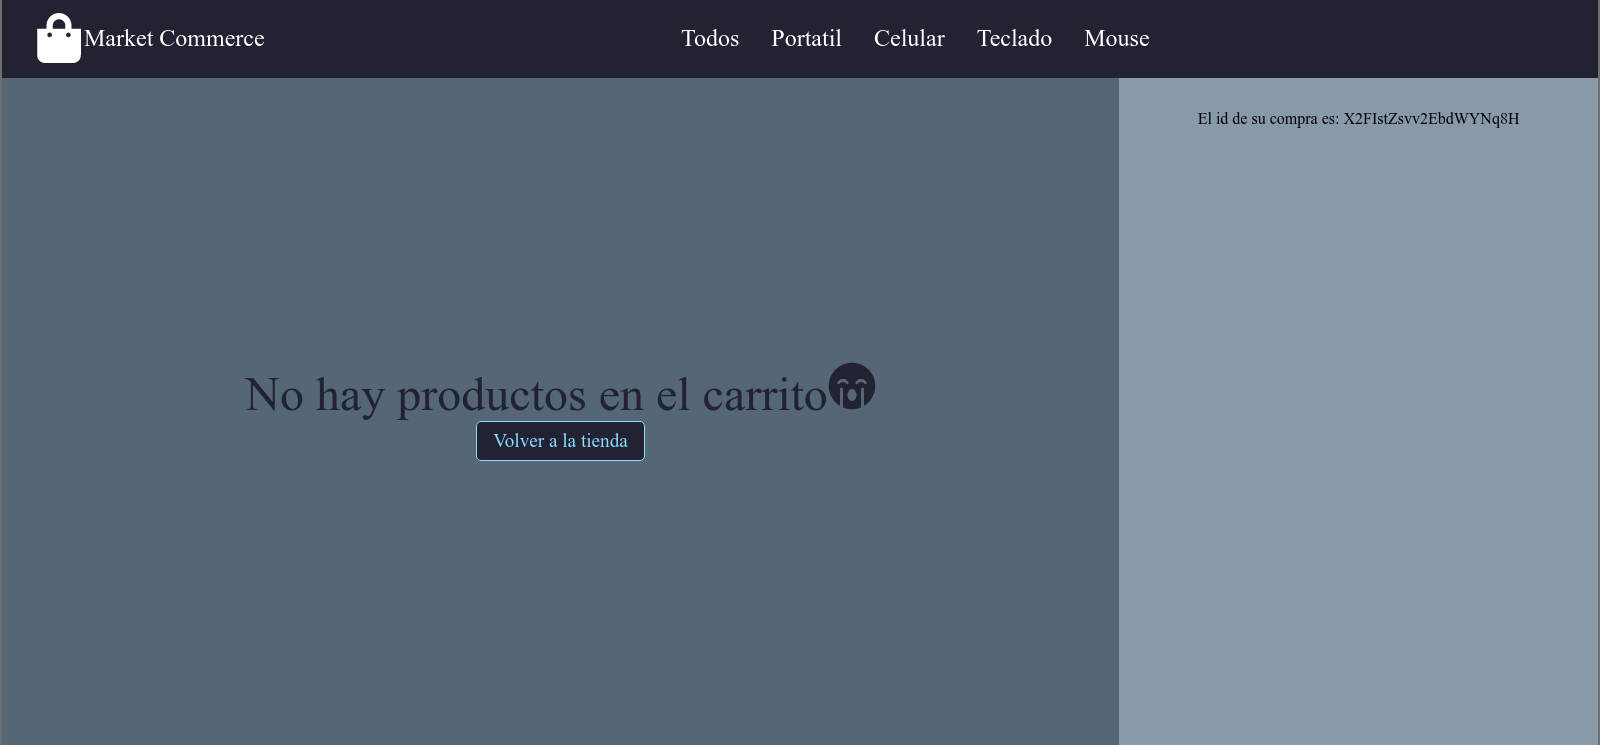 Market Commerce
Todos Portatil Celular Teclado Mouse
El id de su compra es: X2FIstZsvv2EbdWYNq8H
No hay productos en el carrito
Volver a la tienda